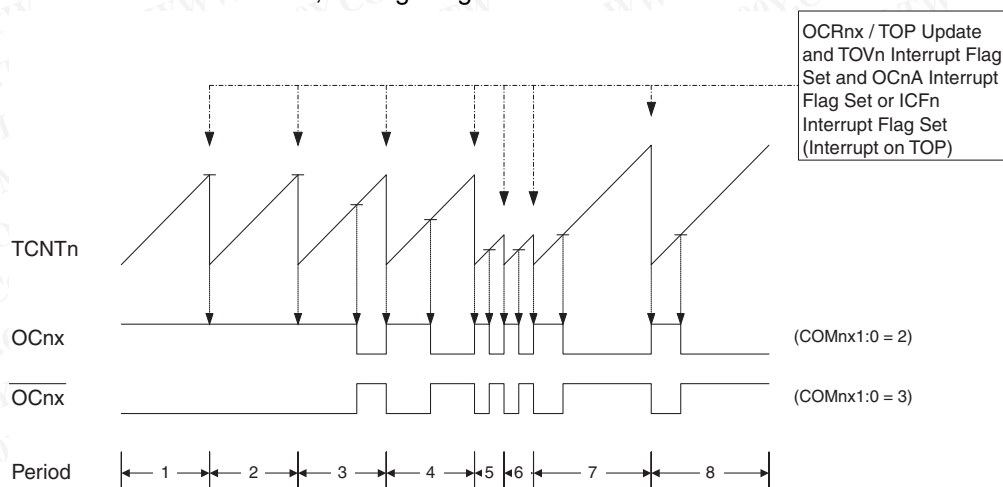 OCRnx / TOP Update
and TOVn Interrupt Flag
Set and OCnA Interrupt
Flag Set or ICFn
Interrupt Flag Set
(Interrupt on TOP)
TCNTn
OCnx
(COMnx1:0 = 2)
OCnx
(COMnx1:0 = 3)
Period 1 2 3 4 5 6 7 8